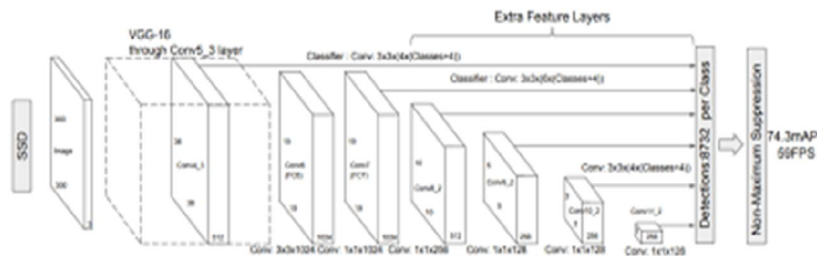 Extra Feature Layers
VGG-16
through Conv5_3 layer
Classifier : Conv: 3x3x(4x(Classes+4))
Classifier : Conv: 3x3x(6x(Classes+4))
Conv: 3x3x(4x(Classes+4))
SSD
300
Image
300
3
38
Conv4_3
38
512
19
Conv6
(FC6)
19
1024
19
Conv7
(FC7)
19
1024
10
Conv8_2
10
512
5
Conv9_2
5
256
3
Conv10_2
3
256
Conv11_2
256
Detections:8732 per Class
Non-Maximum Suppression
74.3mAP
59FPS
Conv: 3x3x1024
Conv: 1x1x1024
Conv: 1x1x256
Conv: 1x1x128
Conv: 1x1x128
Conv: 1x1x128